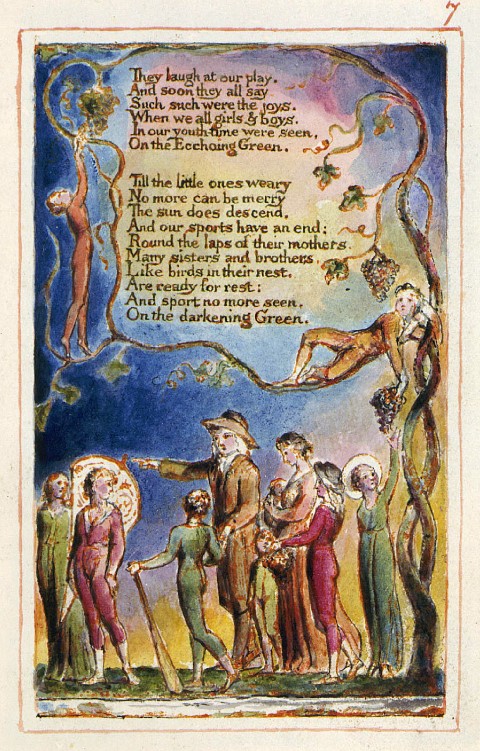 7
They laugh at our play.
And soon they all say
Such such were the joys.
When we all girls & boys.
In our youth-time were seen,
On the Ecchoing Green.
Till the little ones weary
No more can be merry
The sun does descend,
And our sports have an end:
Round the laps of their mothers.
Many sisters and brothers,
Like birds in their nest.
Are ready for rest:
And sport no more seen,
On the darkening Green.